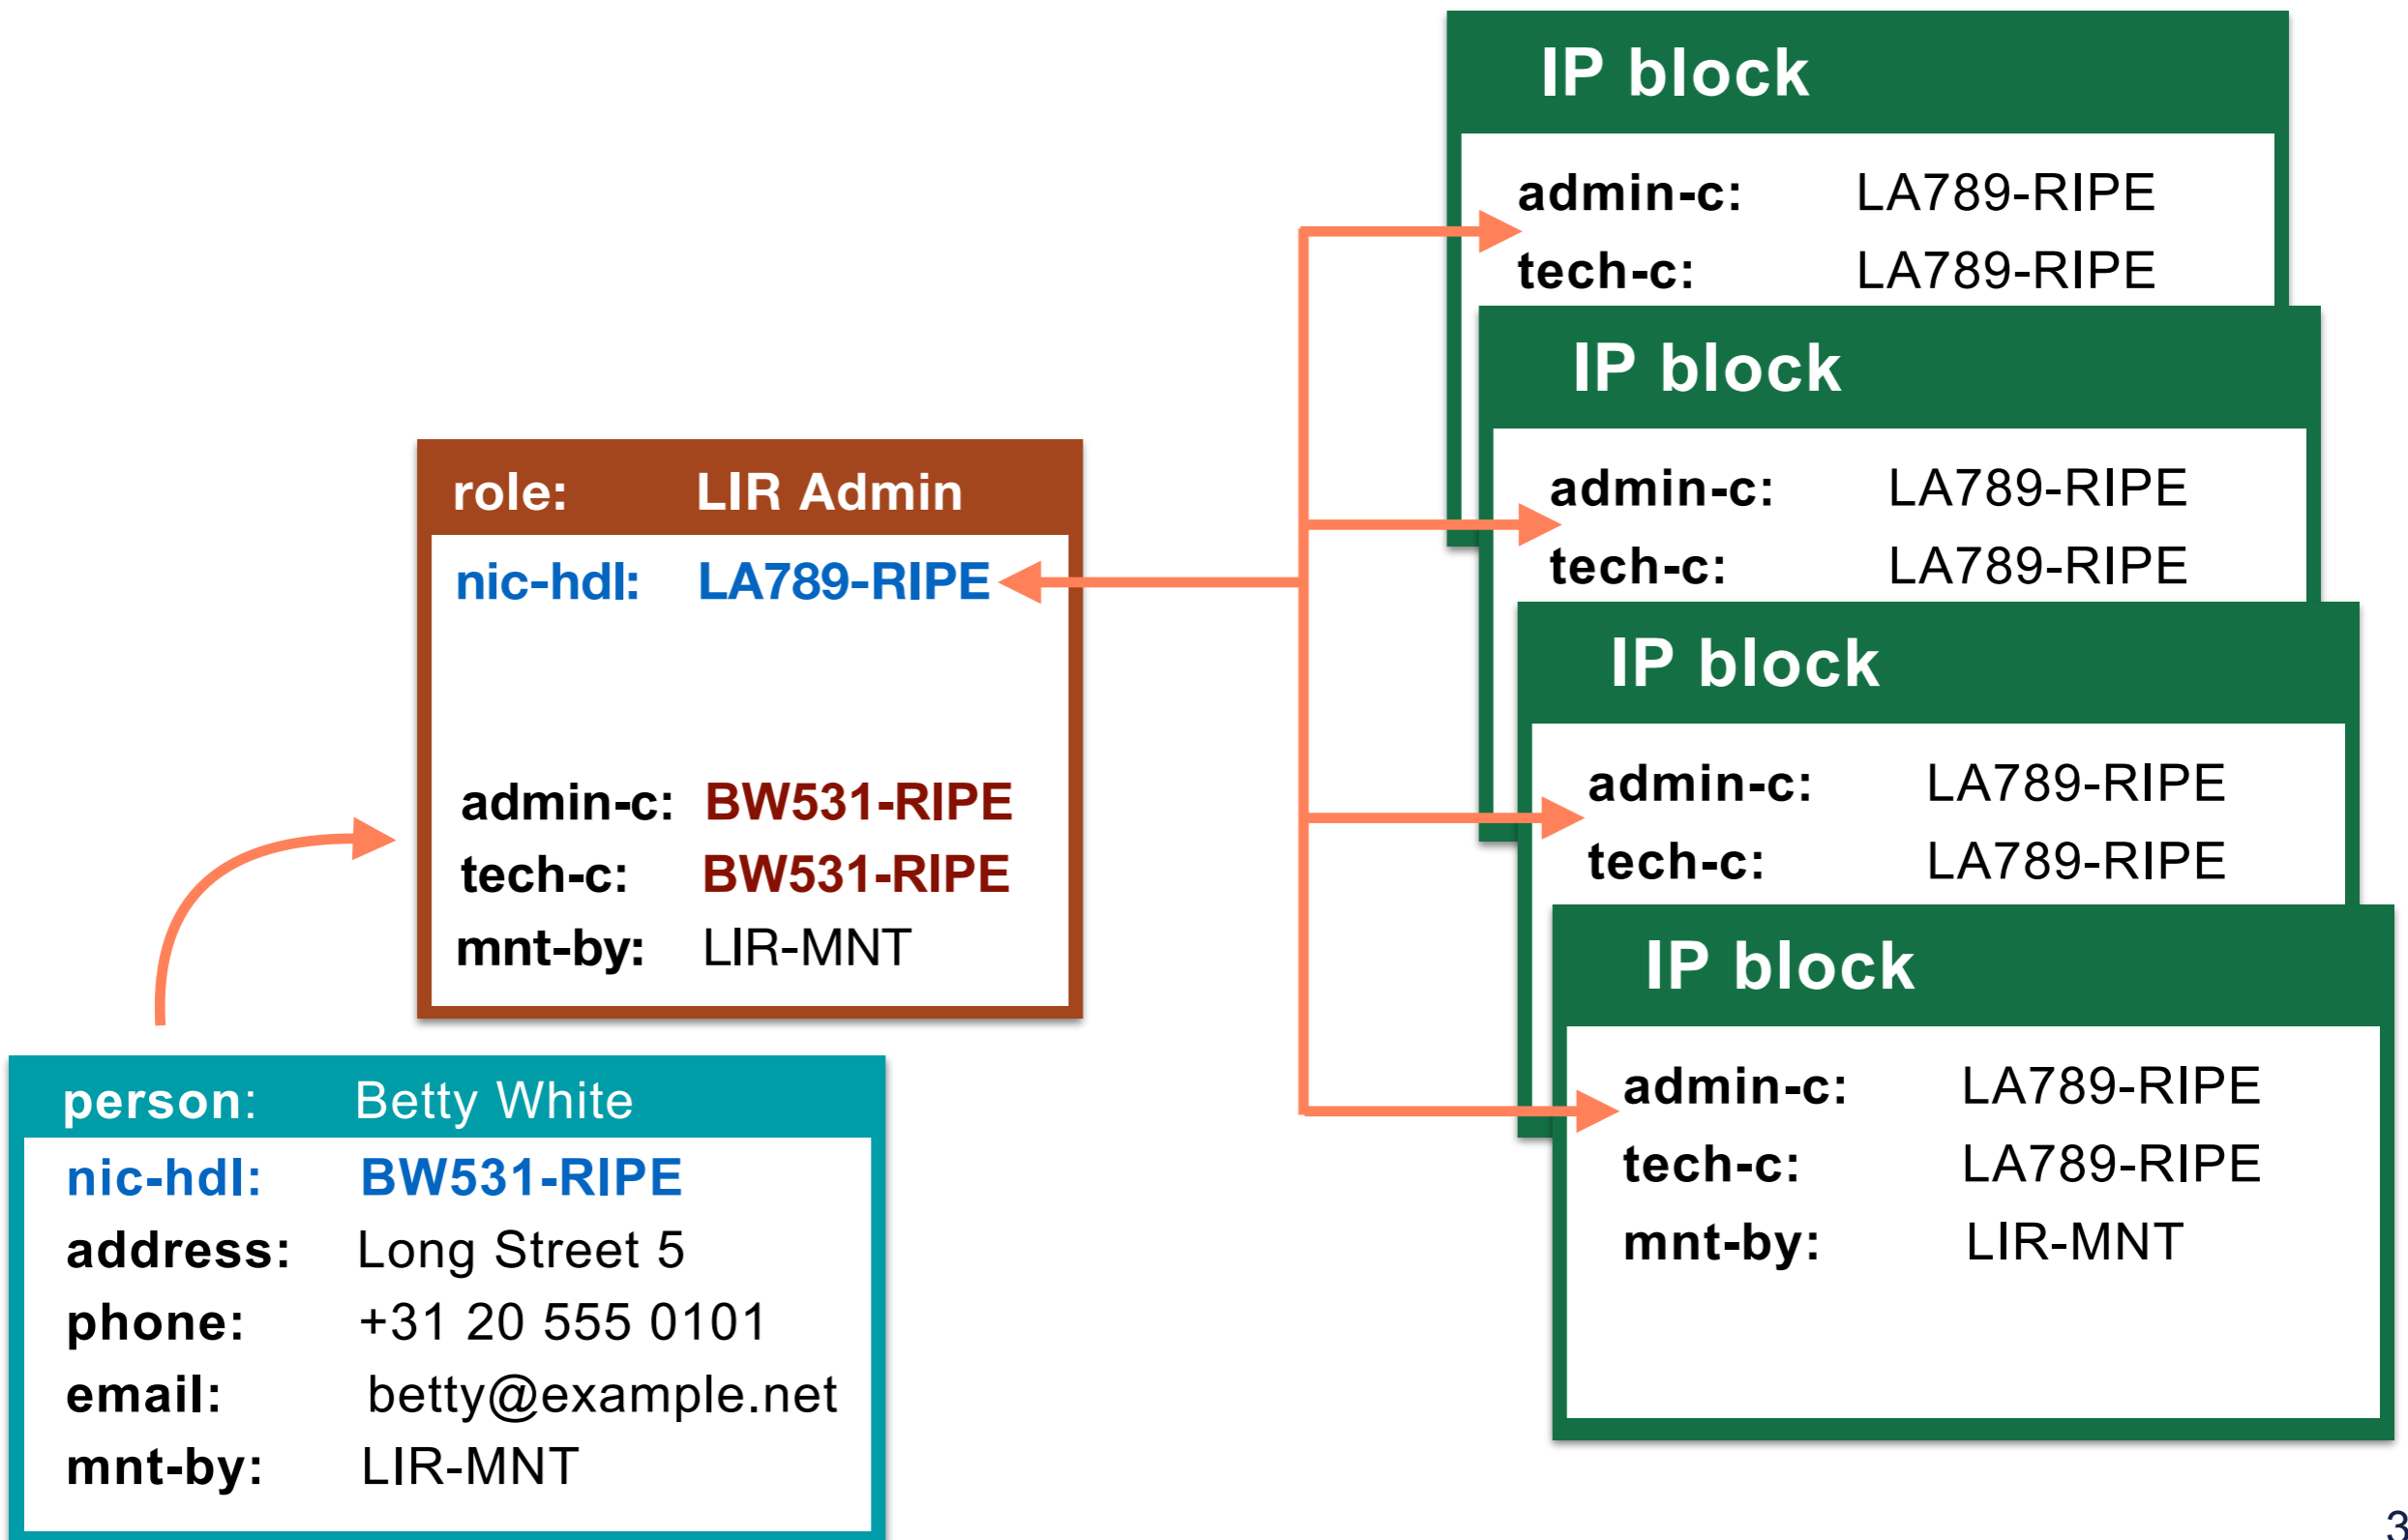 IP block
admin-c: LA789-RIPE
tech-c: LA789-RIPE
IP block
admin-c: LA789-RIPE
tech-c: LA789-RIPE
IP block
admin-c: LA789-RIPE
tech-c: LA789-RIPE
IP block
admin-c: LA789-RIPE
tech-c: LA789-RIPE
mnt-by: LIR-MNT
role: LIR Admin
nic-hdl: LA789-RIPE
admin-c: BW531-RIPE
tech-c: BW531-RIPE
mnt-by: LIR-MNT
person: Betty White
nic-hdl: BW531-RIPE
address: Long Street 5
phone: +31 20 555 0101
email: betty@example.net
mnt-by: LIR-MNT